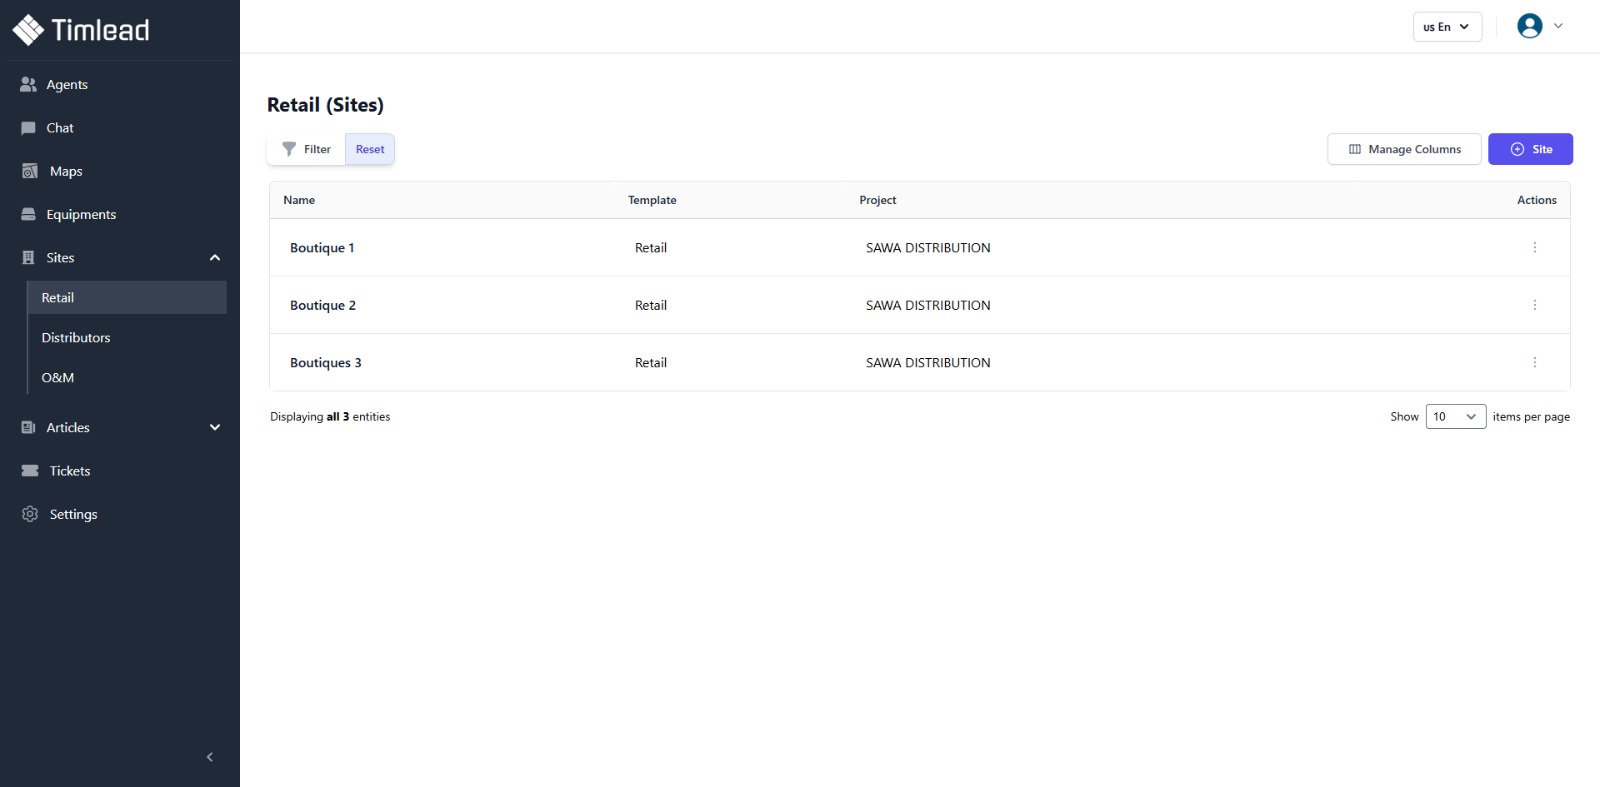 Timlead
us En
Agents
Chat
Maps
Equipments
Sites
Retail
Distributors
O&M
Articles
Tickets
Settings
Retail (Sites)
Filter Reset
Manage Columns Site
Name Template Project Actions
Boutique 1 Retail SAWA DISTRIBUTION
Boutique 2 Retail SAWA DISTRIBUTION
Boutiques 3 Retail SAWA DISTRIBUTION
Displaying all 3 entities Show 10 items per page